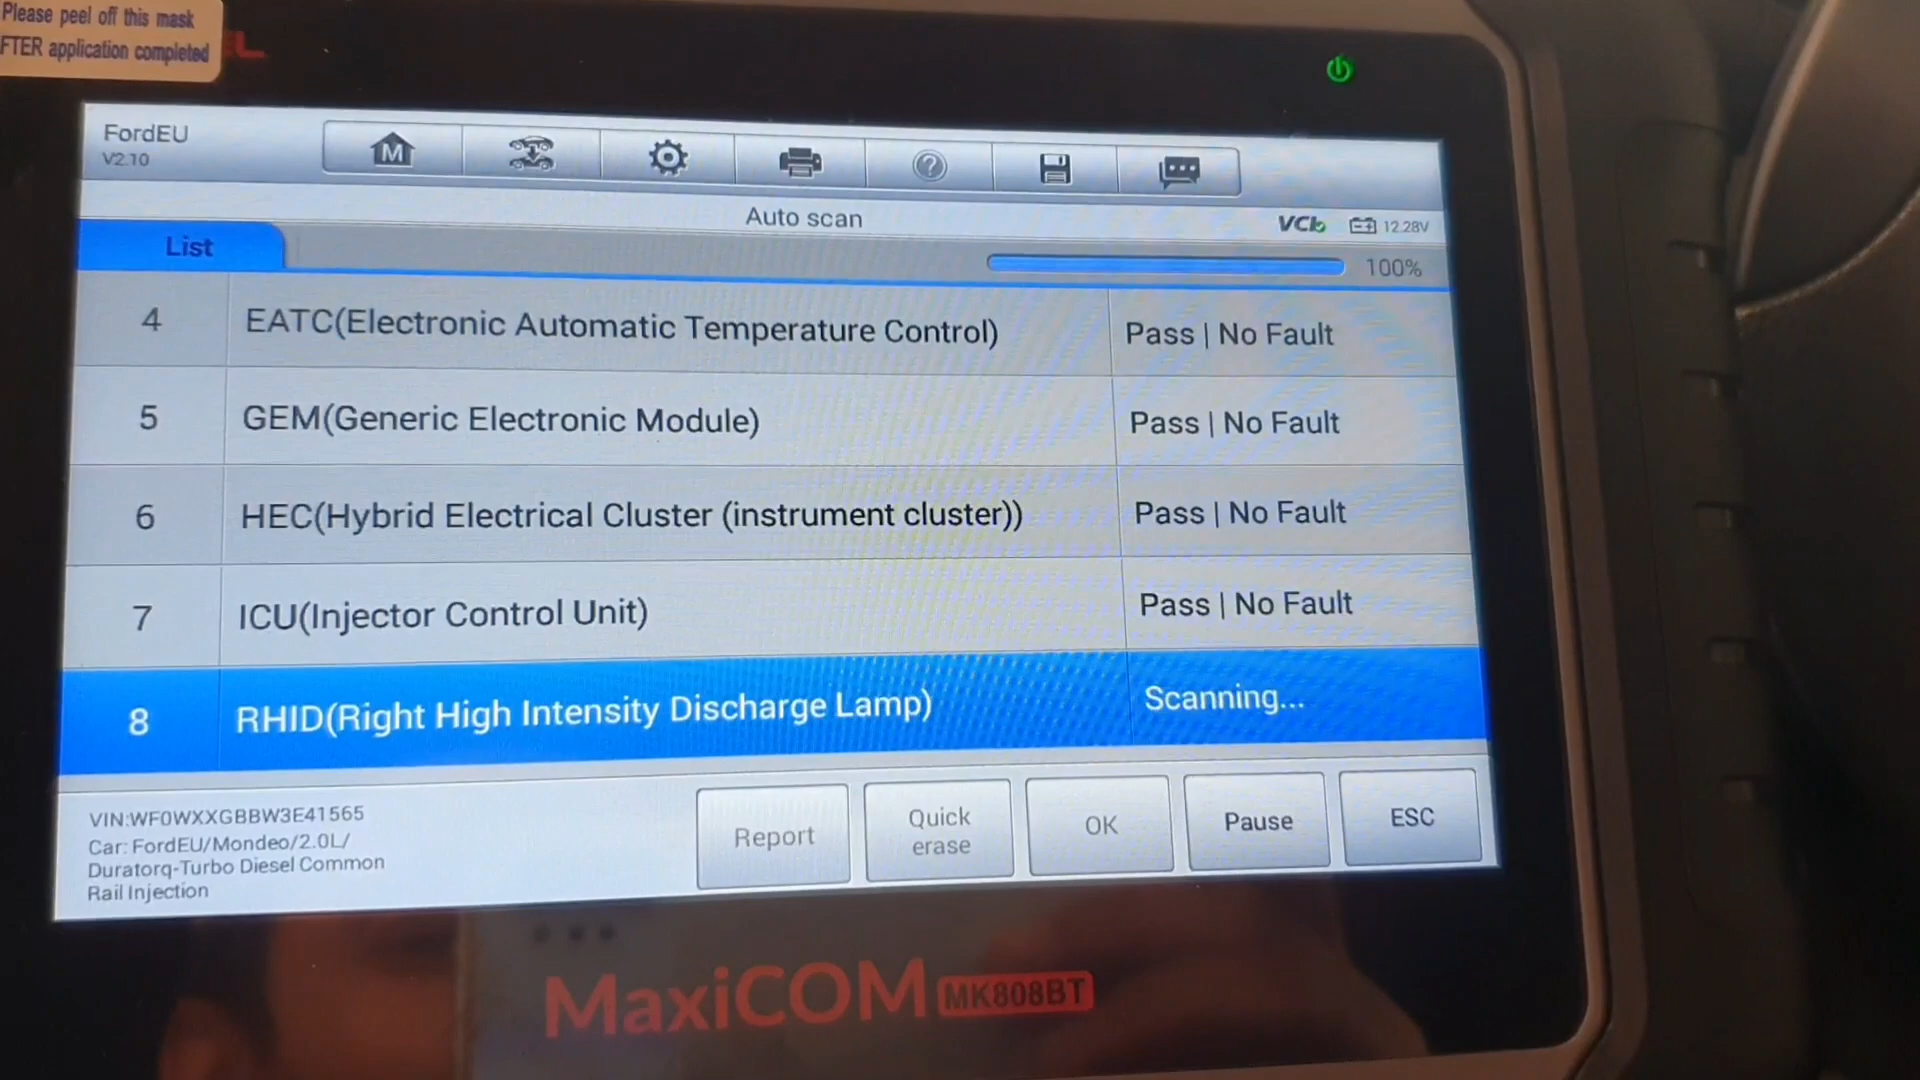 Please peel off this mask
FTER application completed
EL
FordEU
V2.10
M
?
Auto scan
VCI
12.28V
List
100%
4 EATC(Electronic Automatic Temperature Control) Pass | No Fault
5 GEM(Generic Electronic Module) Pass | No Fault
6 HEC(Hybrid Electrical Cluster (instrument cluster)) Pass | No Fault
7 ICU(Injector Control Unit) Pass | No Fault
8 RHID(Right High Intensity Discharge Lamp) Scanning...
VIN:WF0WXXGBBW3E41565
Car: FordEU/Mondeo/2.0L/
Duratorq-Turbo Diesel Common
Rail Injection
Report
Quick
erase
OK
Pause
ESC
MaxiCOM MK808BT